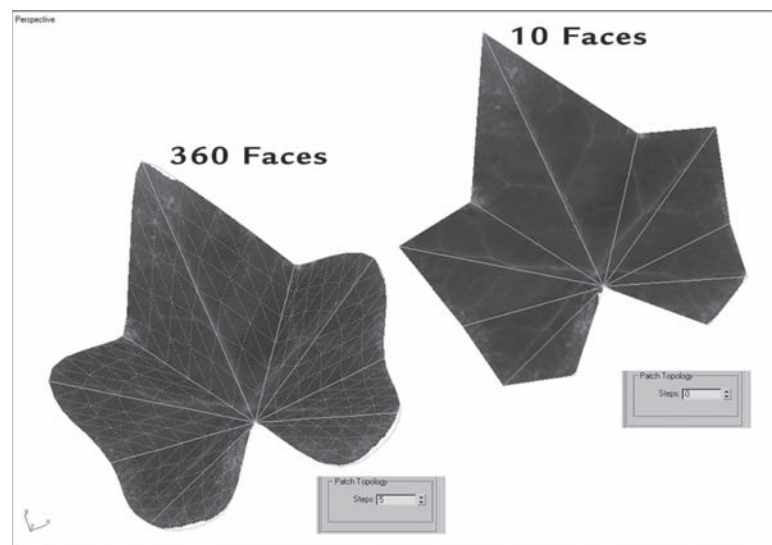 Perspective
10 Faces
360 Faces
Patch Topology
Steps: 0
Patch Topology
Steps: 5